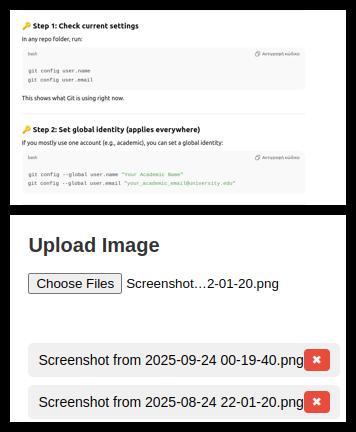 🔑 Step 1: Check current settings
In any repo folder, run:
bash
Αντιγραφή κώδικα
git config user.name
git config user.email
This shows what Git is using right now.
🔑 Step 2: Set global identity (applies everywhere)
If you mostly use one account (e.g., academic), you can set a global identity:
bash
Αντιγραφή κώδικα
git config --global user.name "Your Academic Name"
git config --global user.email "your_academic_email@university.edu"
Upload Image
Choose Files Screenshot…2-01-20.png
Screenshot from 2025-09-24 00-19-40.png ✖
Screenshot from 2025-08-24 22-01-20.png ✖